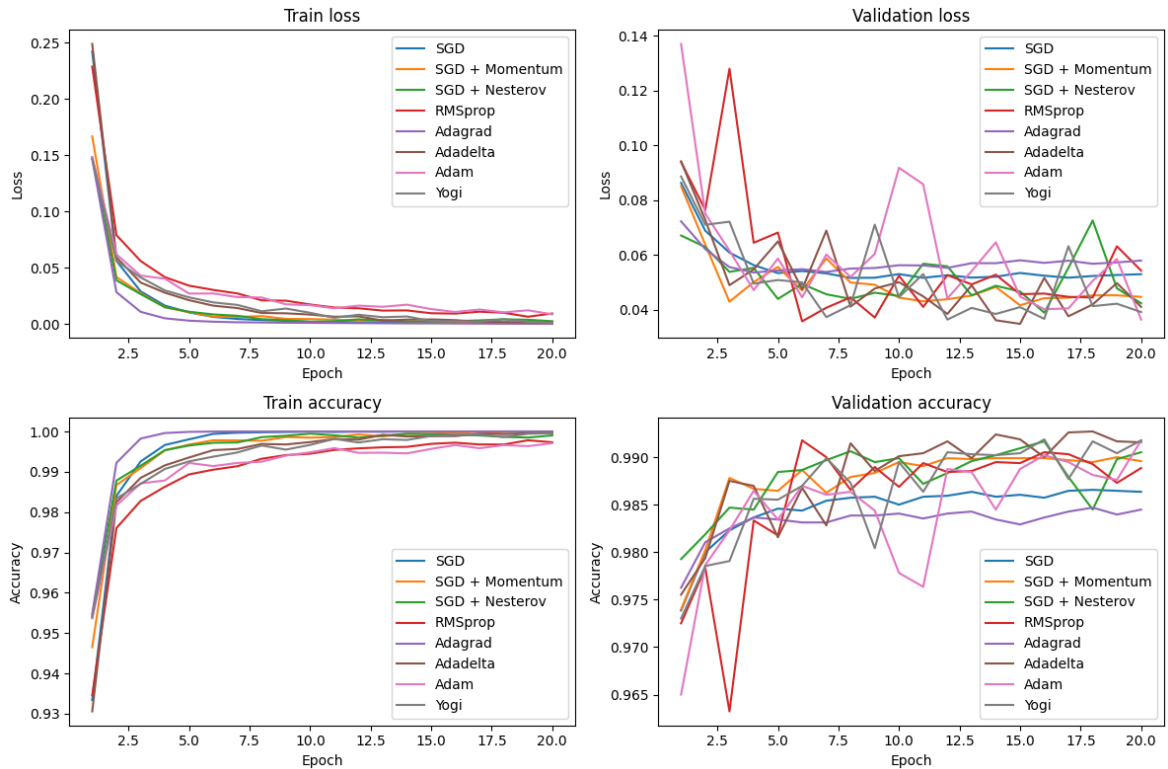 Train loss
Loss
0.25
0.20
0.15
0.10
0.05
0.00
SGD
SGD + Momentum
SGD + Nesterov
RMSprop
Adagrad
Adadelta
Adam
Yogi
2.5 5.0 7.5 10.0 12.5 15.0 17.5 20.0
Epoch
Validation loss
Loss
0.14
0.12
0.10
0.08
0.06
0.04
SGD
SGD + Momentum
SGD + Nesterov
RMSprop
Adagrad
Adadelta
Adam
Yogi
2.5 5.0 7.5 10.0 12.5 15.0 17.5 20.0
Epoch
Train accuracy
Accuracy
1.00
0.99
0.98
0.97
0.96
0.95
0.94
0.93
SGD
SGD + Momentum
SGD + Nesterov
RMSprop
Adagrad
Adadelta
Adam
Yogi
2.5 5.0 7.5 10.0 12.5 15.0 17.5 20.0
Epoch
Validation accuracy
Accuracy
0.990
0.985
0.980
0.975
0.970
0.965
SGD
SGD + Momentum
SGD + Nesterov
RMSprop
Adagrad
Adadelta
Adam
Yogi
2.5 5.0 7.5 10.0 12.5 15.0 17.5 20.0
Epoch